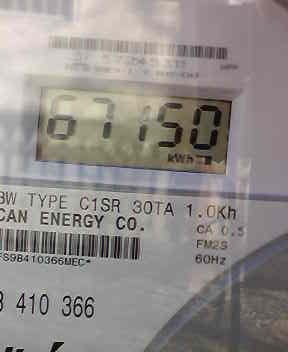 67150
kWh
BW TYPE C1SR 30TA 1.0Kh
CAN ENERGY CO. CA 0.5
FM2S
FS98410366MEC* 60Hz
8 410 366